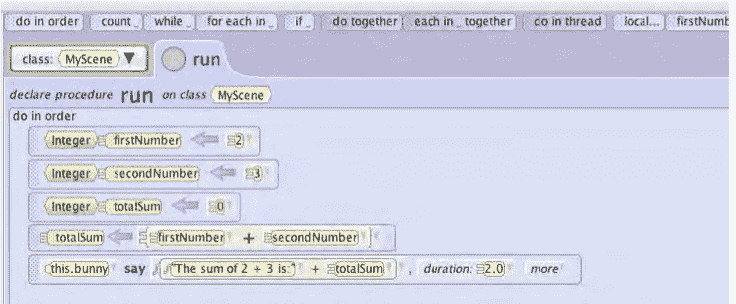 do in order count while for each in if do together each in together do in thread local... firstNumb
class: MyScene run
declare procedure run on class MyScene
do in order
Integer firstNumber 2
Integer secondNumber 3
Integer totalSum 0
totalSum firstNumber + secondNumber
this.bunny say "The sum of 2 + 3 is:" + totalSum , duration: 2.0 more